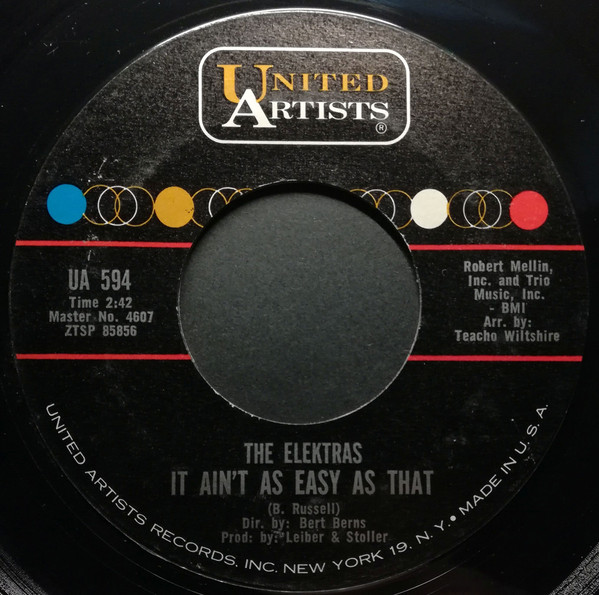 UNITED
ARTISTS
®
UA 594
Time 2:42
Master No. 4607
ZTSP 85856
Robert Mellin,
Inc. and Trio
Music, Inc.
- BMI
Arr. by:
Teacho Wiltshire
THE ELEKTRAS
IT AIN'T AS EASY AS THAT
(B. Russell)
Dir. by: Bert Berns
Prod: by: Leiber & Stoller
UNITED ARTISTS RECORDS, INC. NEW YORK 19, N. Y. • MADE IN U. S. A.